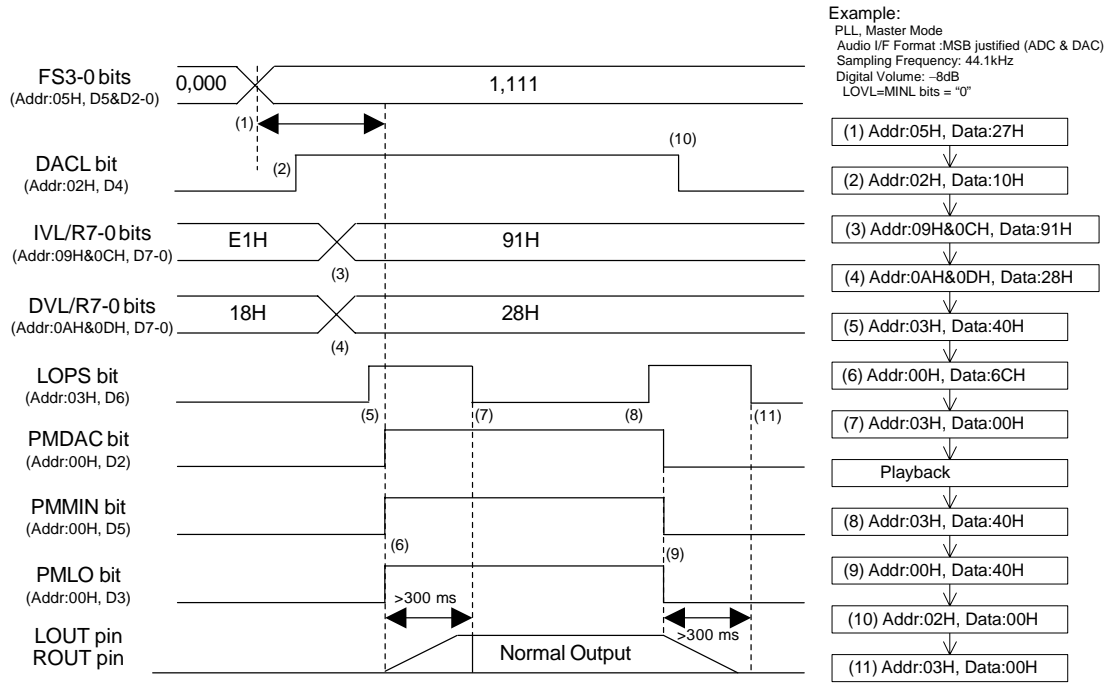 Example:
PLL, Master Mode
Audio I/F Format :MSB justified (ADC & DAC)
Sampling Frequency: 44.1kHz
Digital Volume: −8dB
LOVL=MINL bits = “0”
FS3-0 bits
(Addr:05H, D5&D2-0)
0,000
1,111
(1)
DACL bit
(Addr:02H, D4)
(2)
(10)
IVL/R7-0 bits
(Addr:09H&0CH, D7-0)
E1H
91H
(3)
DVL/R7-0 bits
(Addr:0AH&0DH, D7-0)
18H
28H
(4)
LOPS bit
(Addr:03H, D6)
(5)
(7)
(8)
(11)
PMDAC bit
(Addr:00H, D2)
PMMIN bit
(Addr:00H, D5)
(6)
(9)
PMLO bit
(Addr:00H, D3)
>300 ms
>300 ms
LOUT pin
ROUT pin
Normal Output
(1) Addr:05H, Data:27H
(2) Addr:02H, Data:10H
(3) Addr:09H&0CH, Data:91H
(4) Addr:0AH&0DH, Data:28H
(5) Addr:03H, Data:40H
(6) Addr:00H, Data:6CH
(7) Addr:03H, Data:00H
Playback
(8) Addr:03H, Data:40H
(9) Addr:00H, Data:40H
(10) Addr:02H, Data:00H
(11) Addr:03H, Data:00H